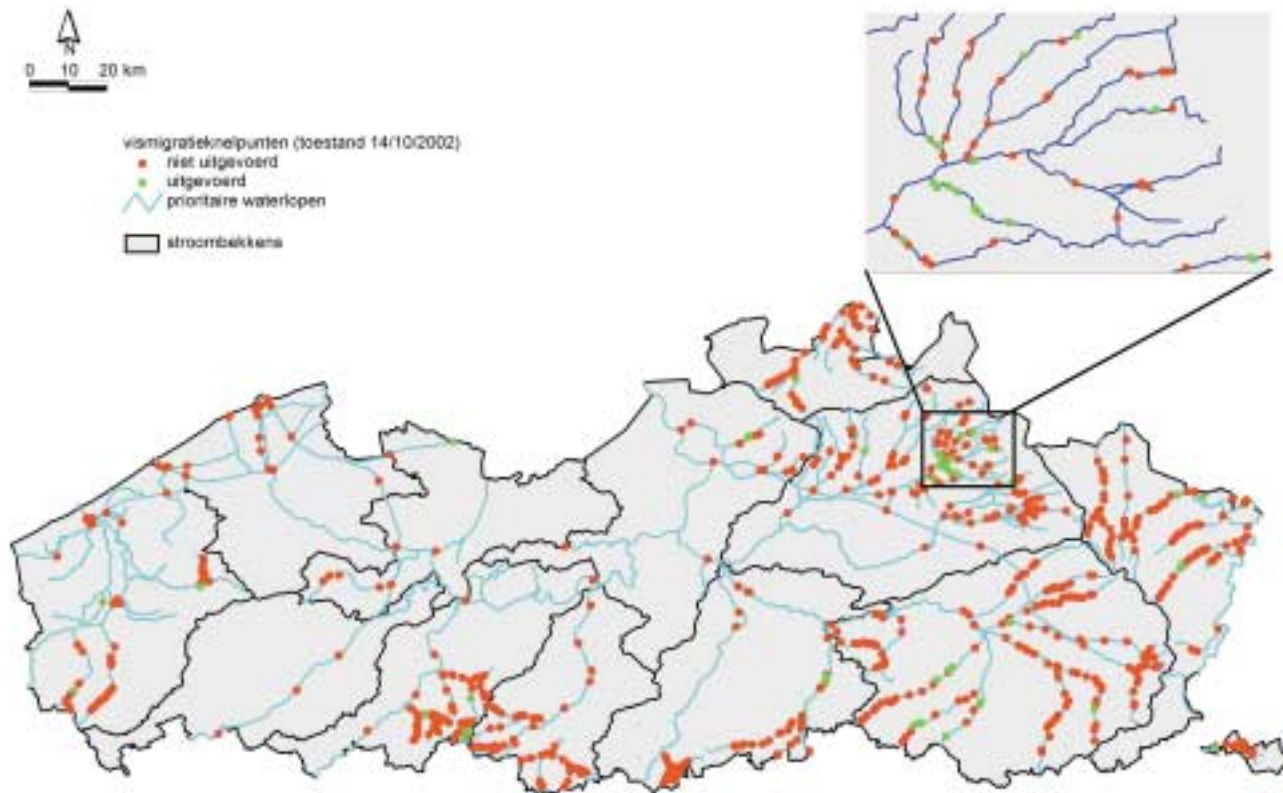 N
0 10 20 km
vismigratieknelpunten (toestand 14/10/2002)
niet uitgevoerd
uitgevoerd
prioritaire waterlopen
stroombekkens